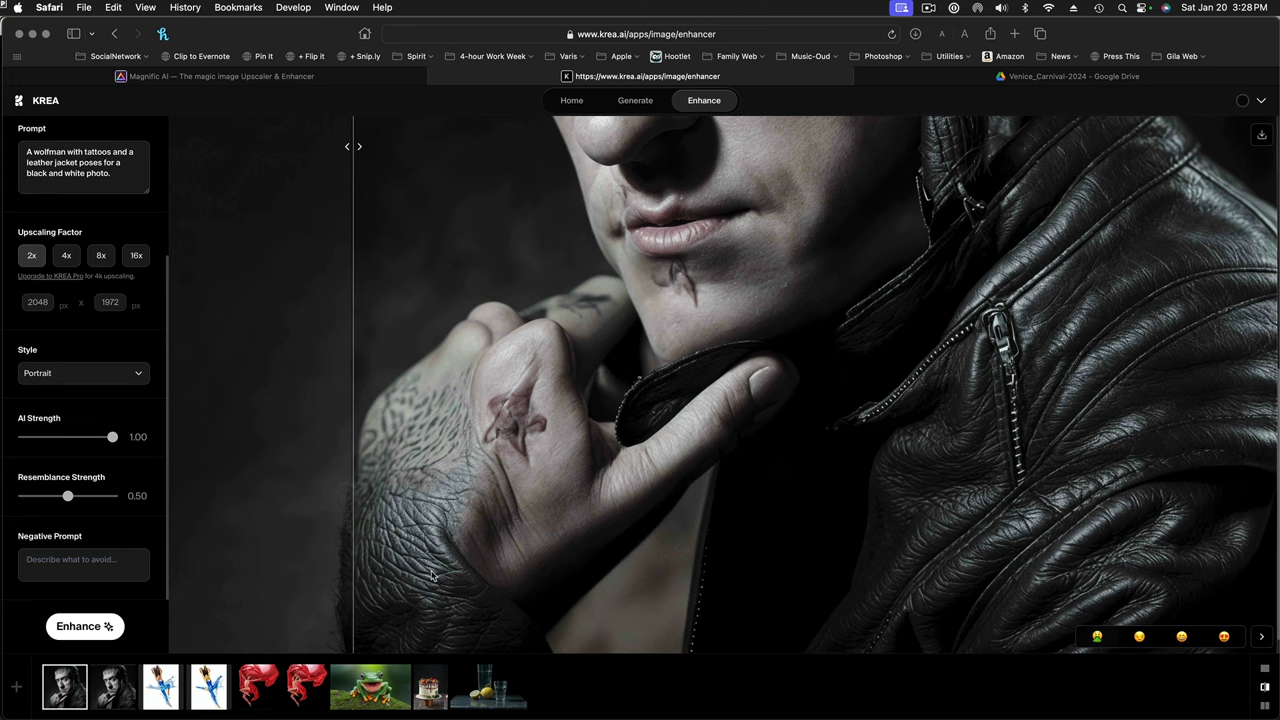 Safari File Edit View History Bookmarks Develop Window Help Sat Jan 20 3:28 PM
www.krea.ai/apps/image/enhancer
SocialNetwork Clip to Evernote Pin It + Flip it + Snip.ly Spirit 4-hour Work Week Varis Apple Hootlet Family Web Music-Oud Photoshop Utilities Amazon News Press This Gila Web
Magnific AI — The magic image Upscaler & Enhancer https://www.krea.ai/apps/image/enhancer Venice_Carnival-2024 - Google Drive
KREA Home Generate Enhance
Prompt
A wolfman with tattoos and a
leather jacket poses for a
black and white photo.
Upscaling Factor
2x 4x 8x 16x
Upgrade to KREA Pro for 4k upscaling.
2048 px X 1972 px
Style
Portrait
AI Strength
1.00
Resemblance Strength
0.50
Negative Prompt
Describe what to avoid...
Enhance